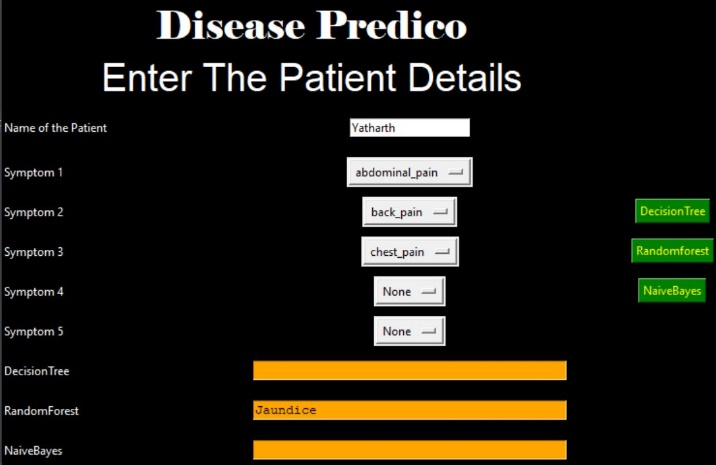 Disease Predico
Enter The Patient Details
Name of the Patient Yatharth
Symptom 1 abdominal_pain
Symptom 2 back_pain DecisionTree
Symptom 3 chest_pain Randomforest
Symptom 4 None NaiveBayes
Symptom 5 None
DecisionTree
RandomForest Jaundice
NaiveBayes